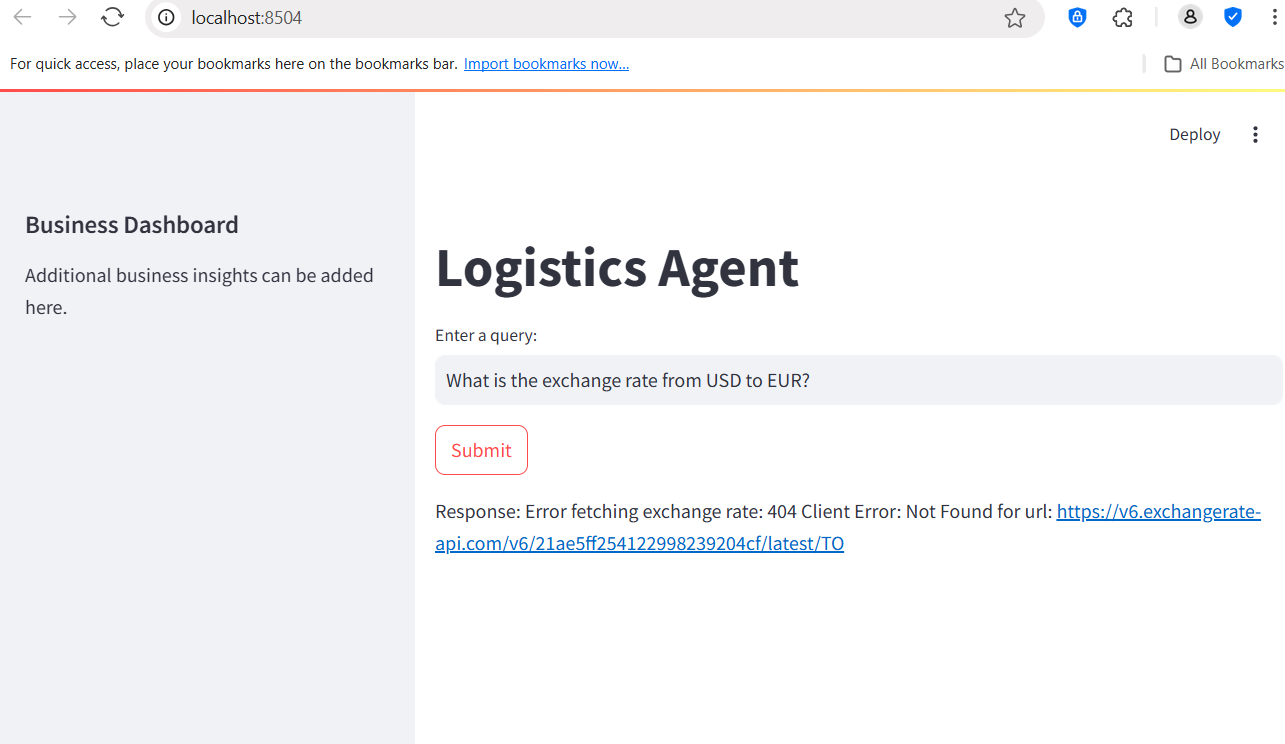 localhost:8504
For quick access, place your bookmarks here on the bookmarks bar. Import bookmarks now...
All Bookmarks
Deploy
Business Dashboard
Additional business insights can be added
here.
Logistics Agent
Enter a query:
What is the exchange rate from USD to EUR?
Submit
Response: Error fetching exchange rate: 404 Client Error: Not Found for url: https://v6.exchangerate-
api.com/v6/21ae5ff254122998239204cf/latest/TO